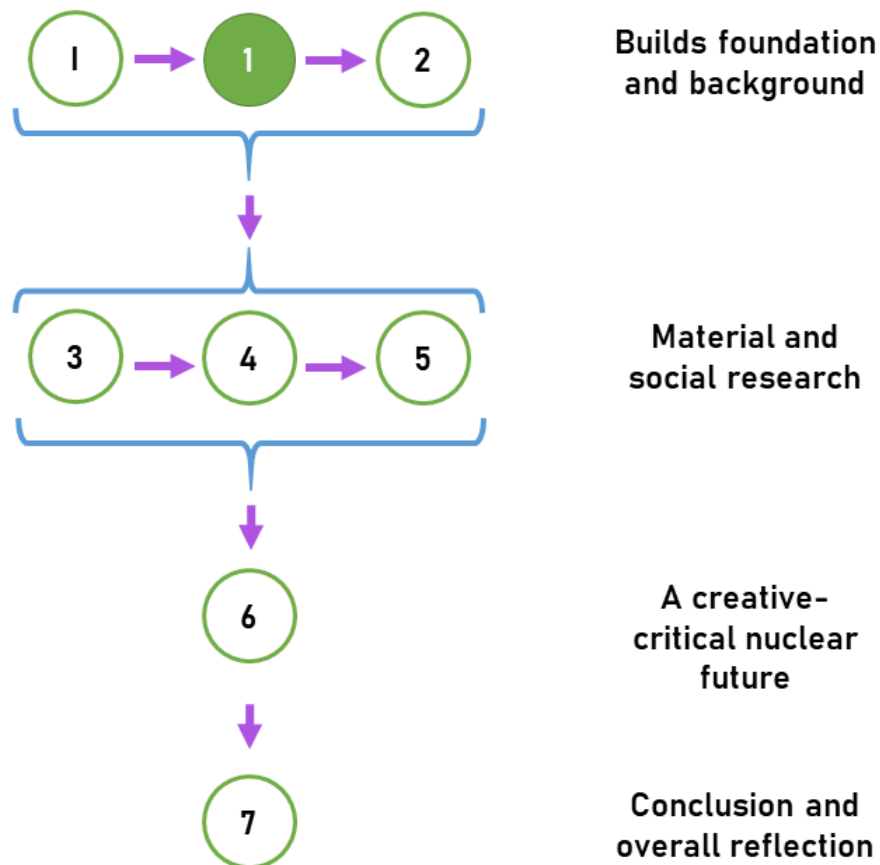 I
1
2
Builds foundation
and background
3
4
5
Material and
social research
6
A creative-
critical nuclear
future
7
Conclusion and
overall reflection